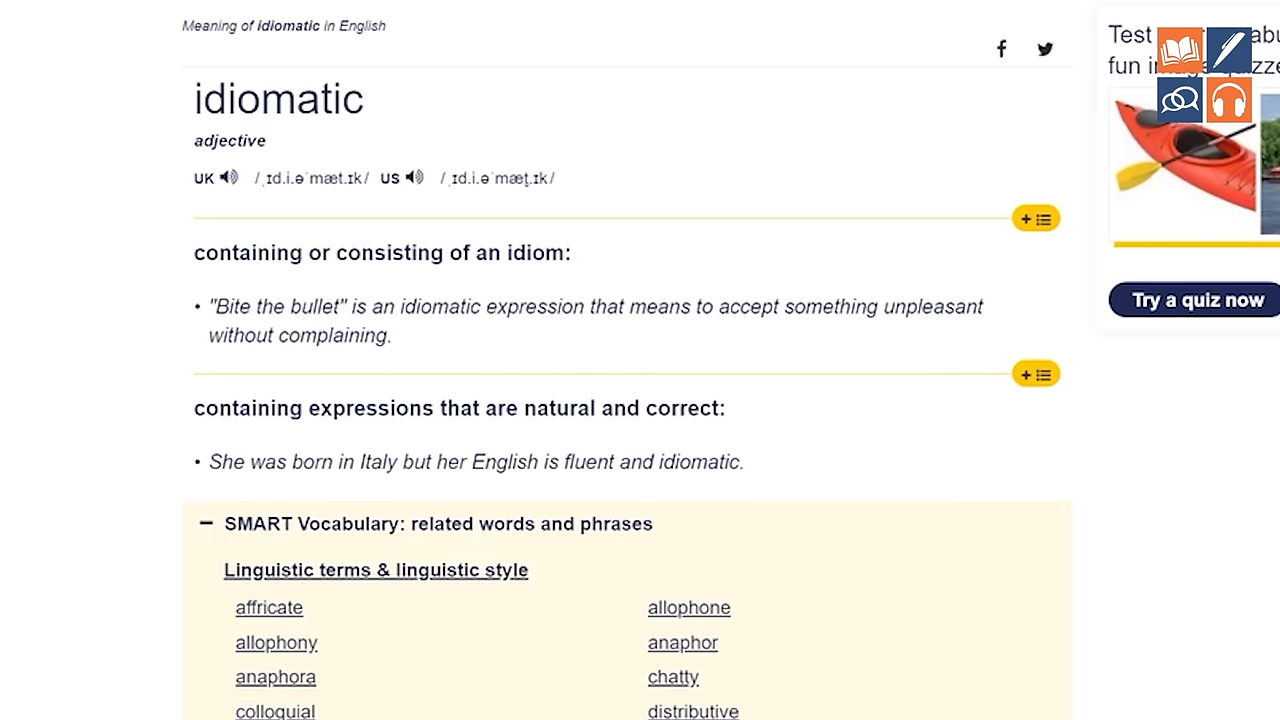 Meaning of idiomatic in English
idiomatic
adjective
UK /ˌɪd.i.əˈmæt.ɪk/ US /ˌɪd.i.əˈmæt̬.ɪk/
containing or consisting of an idiom:
• "Bite the bullet" is an idiomatic expression that means to accept something unpleasant
without complaining.
containing expressions that are natural and correct:
• She was born in Italy but her English is fluent and idiomatic.
SMART Vocabulary: related words and phrases
Linguistic terms & linguistic style
affricate allophone
allophony anaphor
anaphora chatty
colloquial distributive
Test
fun
Try a quiz now